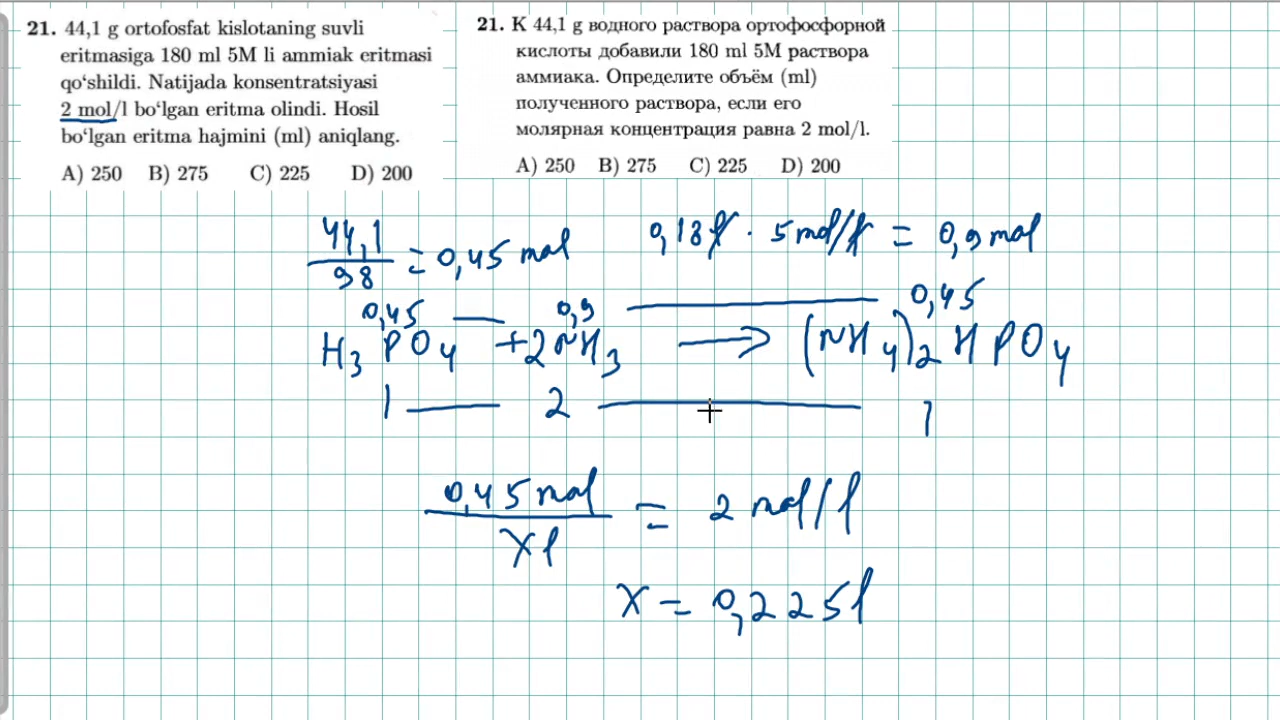 21. 44,1 g ortofosfat kislotaning suvli
eritmasiga 180 ml 5M li ammiak eritmasi
qo‘shildi. Natijada konsentratsiyasi
2 mol/l bo‘lgan eritma olindi. Hosil
bo‘lgan eritma hajmini (ml) aniqlang.
A) 250 B) 275 C) 225 D) 200
21. К 44,1 g водного раствора ортофосфорной
кислоты добавили 180 ml 5M раствора
аммиака. Определите объём (ml)
полученного раствора, если его
молярная концентрация равна 2 mol/l.
A) 250 B) 275 C) 225 D) 200
44,1/98 = 0,45 mol 0,18 l · 5 mol/l = 0,9 mol
0,45 — 0,9 — 0,45
H3PO4 + 2NH3 → (NH4)2HPO4
1 — 2 — 1
0,45 mol / x l = 2 mol/l
x = 0,225 l